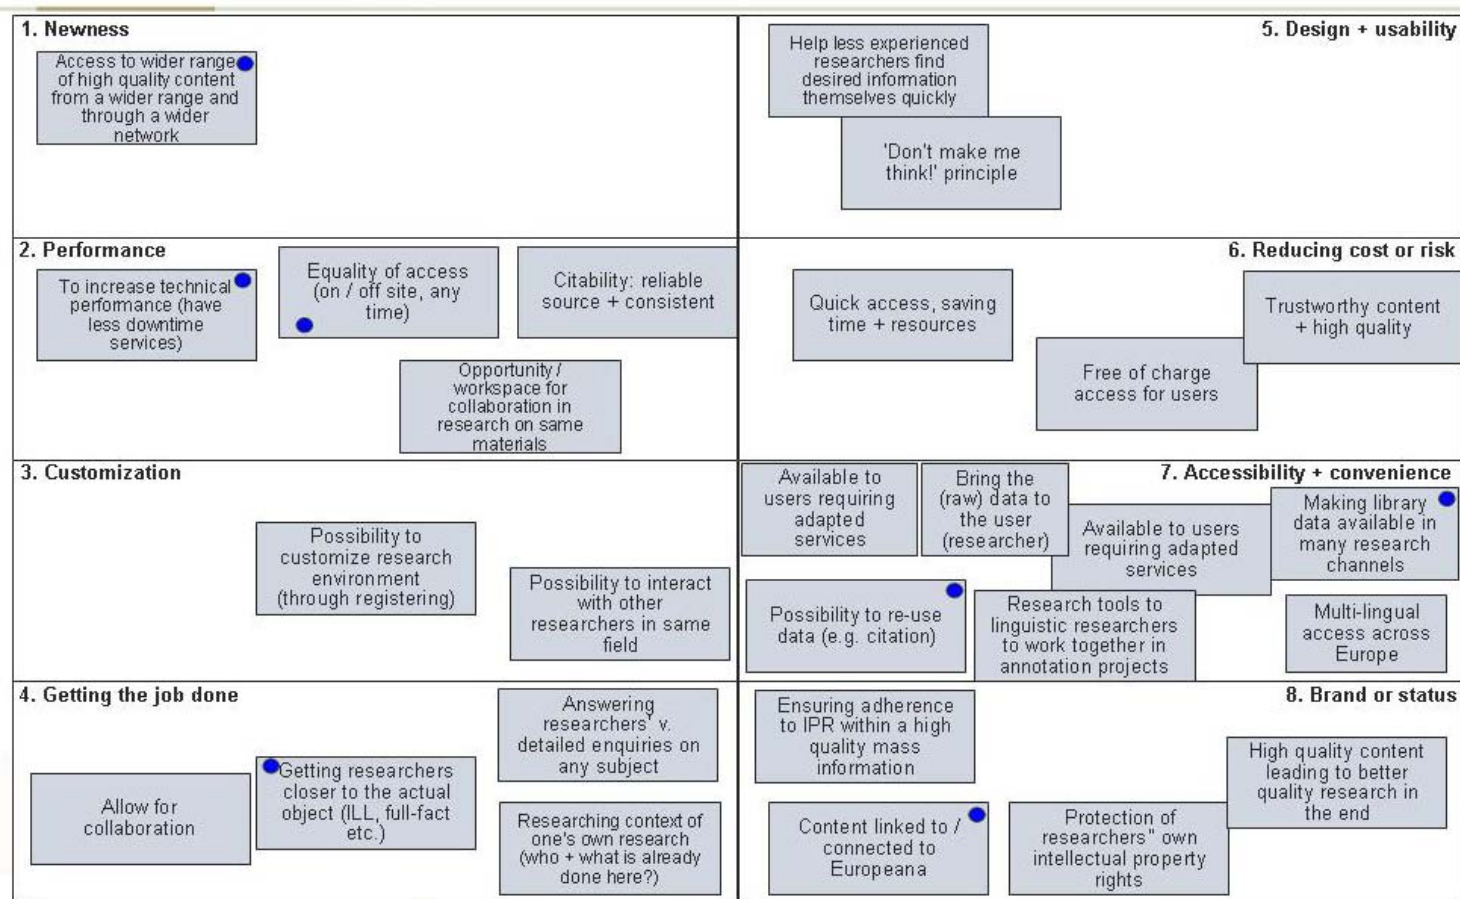 1. Newness
Access to wider range
of high quality content
from a wider range and
through a wider
network
5. Design + usability
Help less experienced
researchers find
desired information
themselves quickly
'Don't make me
think!' principle
2. Performance
To increase technical
performance (have
less downtime
services)
Equality of access
(on / off site, any
time)
Citability: reliable
source + consistent
Opportunity /
workspace for
collaboration in
research on same
materials
6. Reducing cost or risk
Quick access, saving
time + resources
Free of charge
access for users
Trustworthy content
+ high quality
3. Customization
Possibility to
customize research
environment
(through registering)
Possibility to interact
with other
researchers in same
field
7. Accessibility + convenience
Available to
users requiring
adapted
services
Bring the
(raw) data to
the user
(researcher)
Available to users
requiring adapted
services
Making library
data available in
many research
channels
Possibility to re-use
data (e.g. citation)
Research tools to
linguistic researchers
to work together in
annotation projects
Multi-lingual
access across
Europe
4. Getting the job done
Allow for
collaboration
Getting researchers
closer to the actual
object (ILL, full-fact
etc.)
Answering
researchers' v.
detailed enquiries on
any subject
Researching context of
one's own research
(who + what is already
done here?)
8. Brand or status
Ensuring adherence
to IPR within a high
quality mass
information
Content linked to /
connected to
Europeana
Protection of
researchers" own
intellectual property
rights
High quality content
leading to better
quality research in
the end